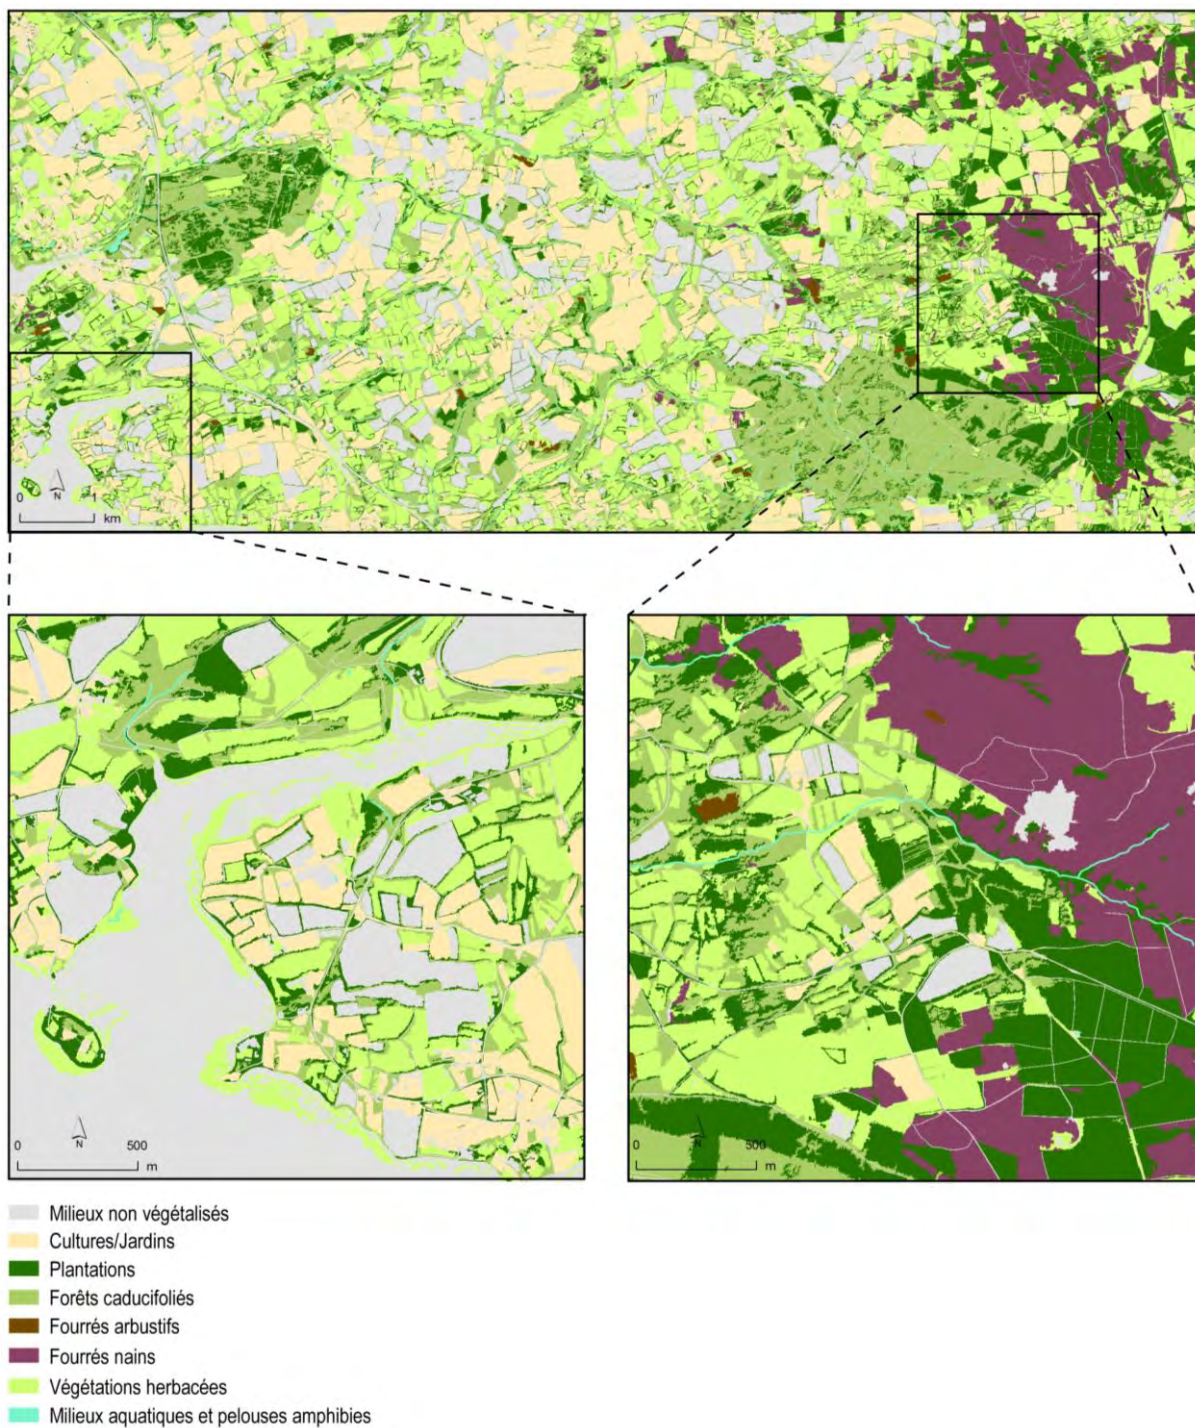 N
0 1
km
N
0 500
m
N
0 500
m
Milieux non végétalisés
Cultures/Jardins
Plantations
Forêts caducifoliés
Fourrés arbustifs
Fourrés nains
Végétations herbacées
Milieux aquatiques et pelouses amphibies